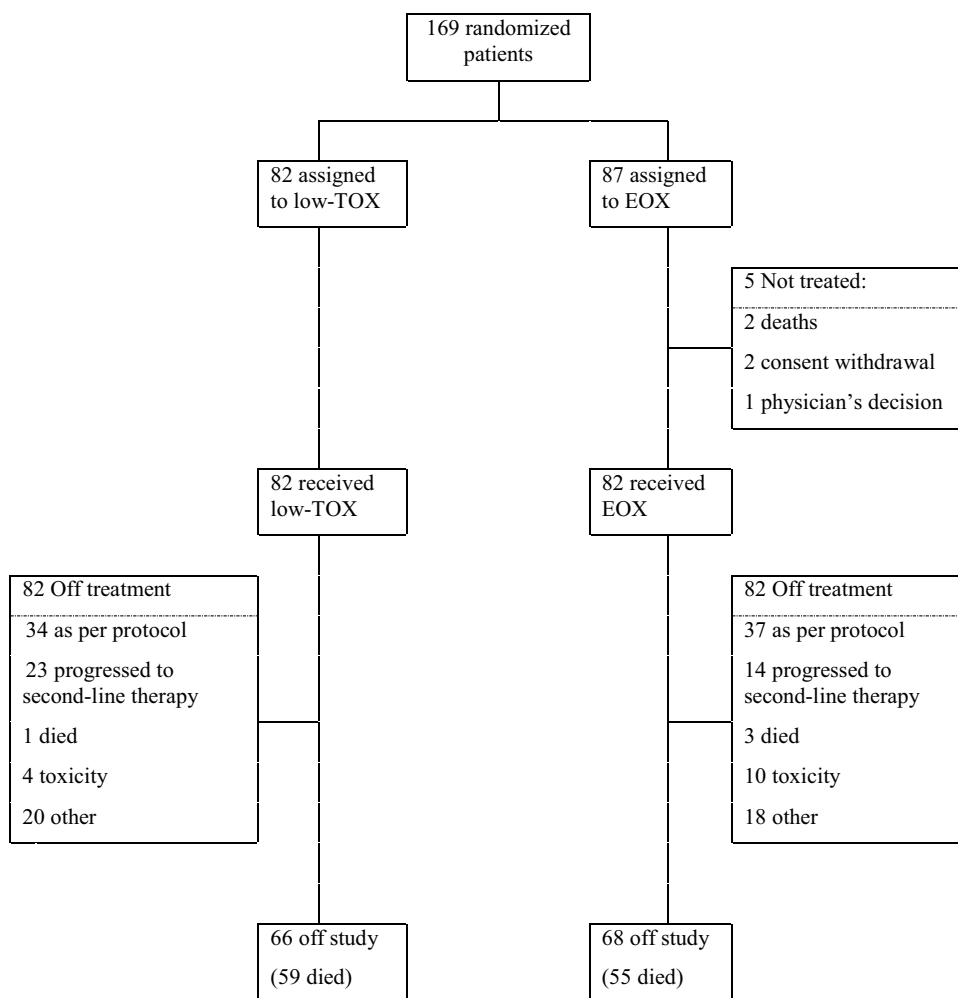 169 randomized
patients
82 assigned
to low-TOX
87 assigned
to EOX
5 Not treated:
2 deaths
2 consent withdrawal
1 physician's decision
82 received
low-TOX
82 received
EOX
82 Off treatment
34 as per protocol
23 progressed to
second-line therapy
1 died
4 toxicity
20 other
82 Off treatment
37 as per protocol
14 progressed to
second-line therapy
3 died
10 toxicity
18 other
66 off study
(59 died)
68 off study
(55 died)